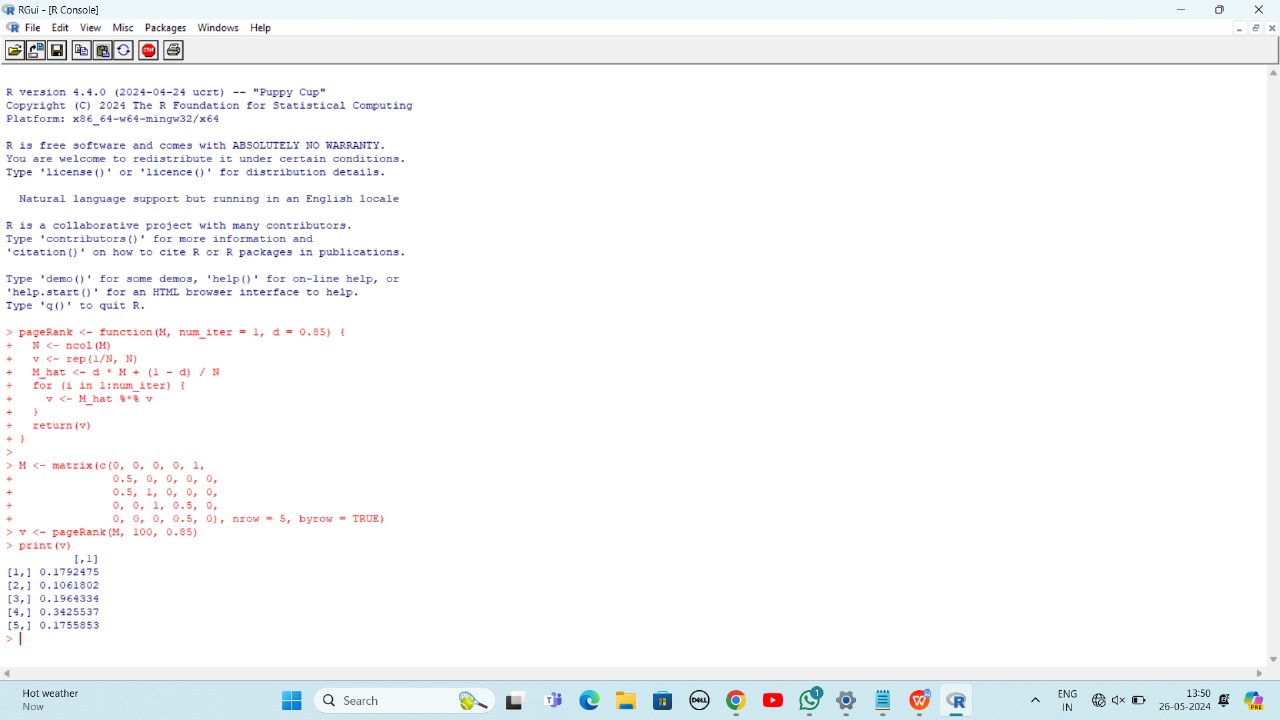 RGui - [R Console]
File Edit View Misc Packages Windows Help
STOP
R version 4.4.0 (2024-04-24 ucrt) -- "Puppy Cup"
Copyright (C) 2024 The R Foundation for Statistical Computing
Platform: x86_64-w64-mingw32/x64
R is free software and comes with ABSOLUTELY NO WARRANTY.
You are welcome to redistribute it under certain conditions.
Type 'license()' or 'licence()' for distribution details.
  Natural language support but running in an English locale
R is a collaborative project with many contributors.
Type 'contributors()' for more information and
'citation()' on how to cite R or R packages in publications.
Type 'demo()' for some demos, 'help()' for on-line help, or
'help.start()' for an HTML browser interface to help.
Type 'q()' to quit R.
> pageRank <- function(M, num_iter = 1, d = 0.85) {
+   N <- ncol(M)
+   v <- rep(1/N, N)
+   M_hat <- d * M + (1 - d) / N
+   for (i in 1:num_iter) {
+     v <- M_hat %*% v
+   }
+   return(v)
+ }
>
> M <- matrix(c(0, 0, 0, 0, 1,
+               0.5, 0, 0, 0, 0,
+               0.5, 1, 0, 0, 0,
+               0, 0, 1, 0.5, 0,
+               0, 0, 0, 0.5, 0), nrow = 5, byrow = TRUE)
> v <- pageRank(M, 100, 0.85)
> print(v)
          [,1]
[1,] 0.1792475
[2,] 0.1061802
[3,] 0.1964334
[4,] 0.3425537
[5,] 0.1755853
>
Hot weather
Now
Search
DELL
1
ENG
IN
13:50
26-05-2024
PRE